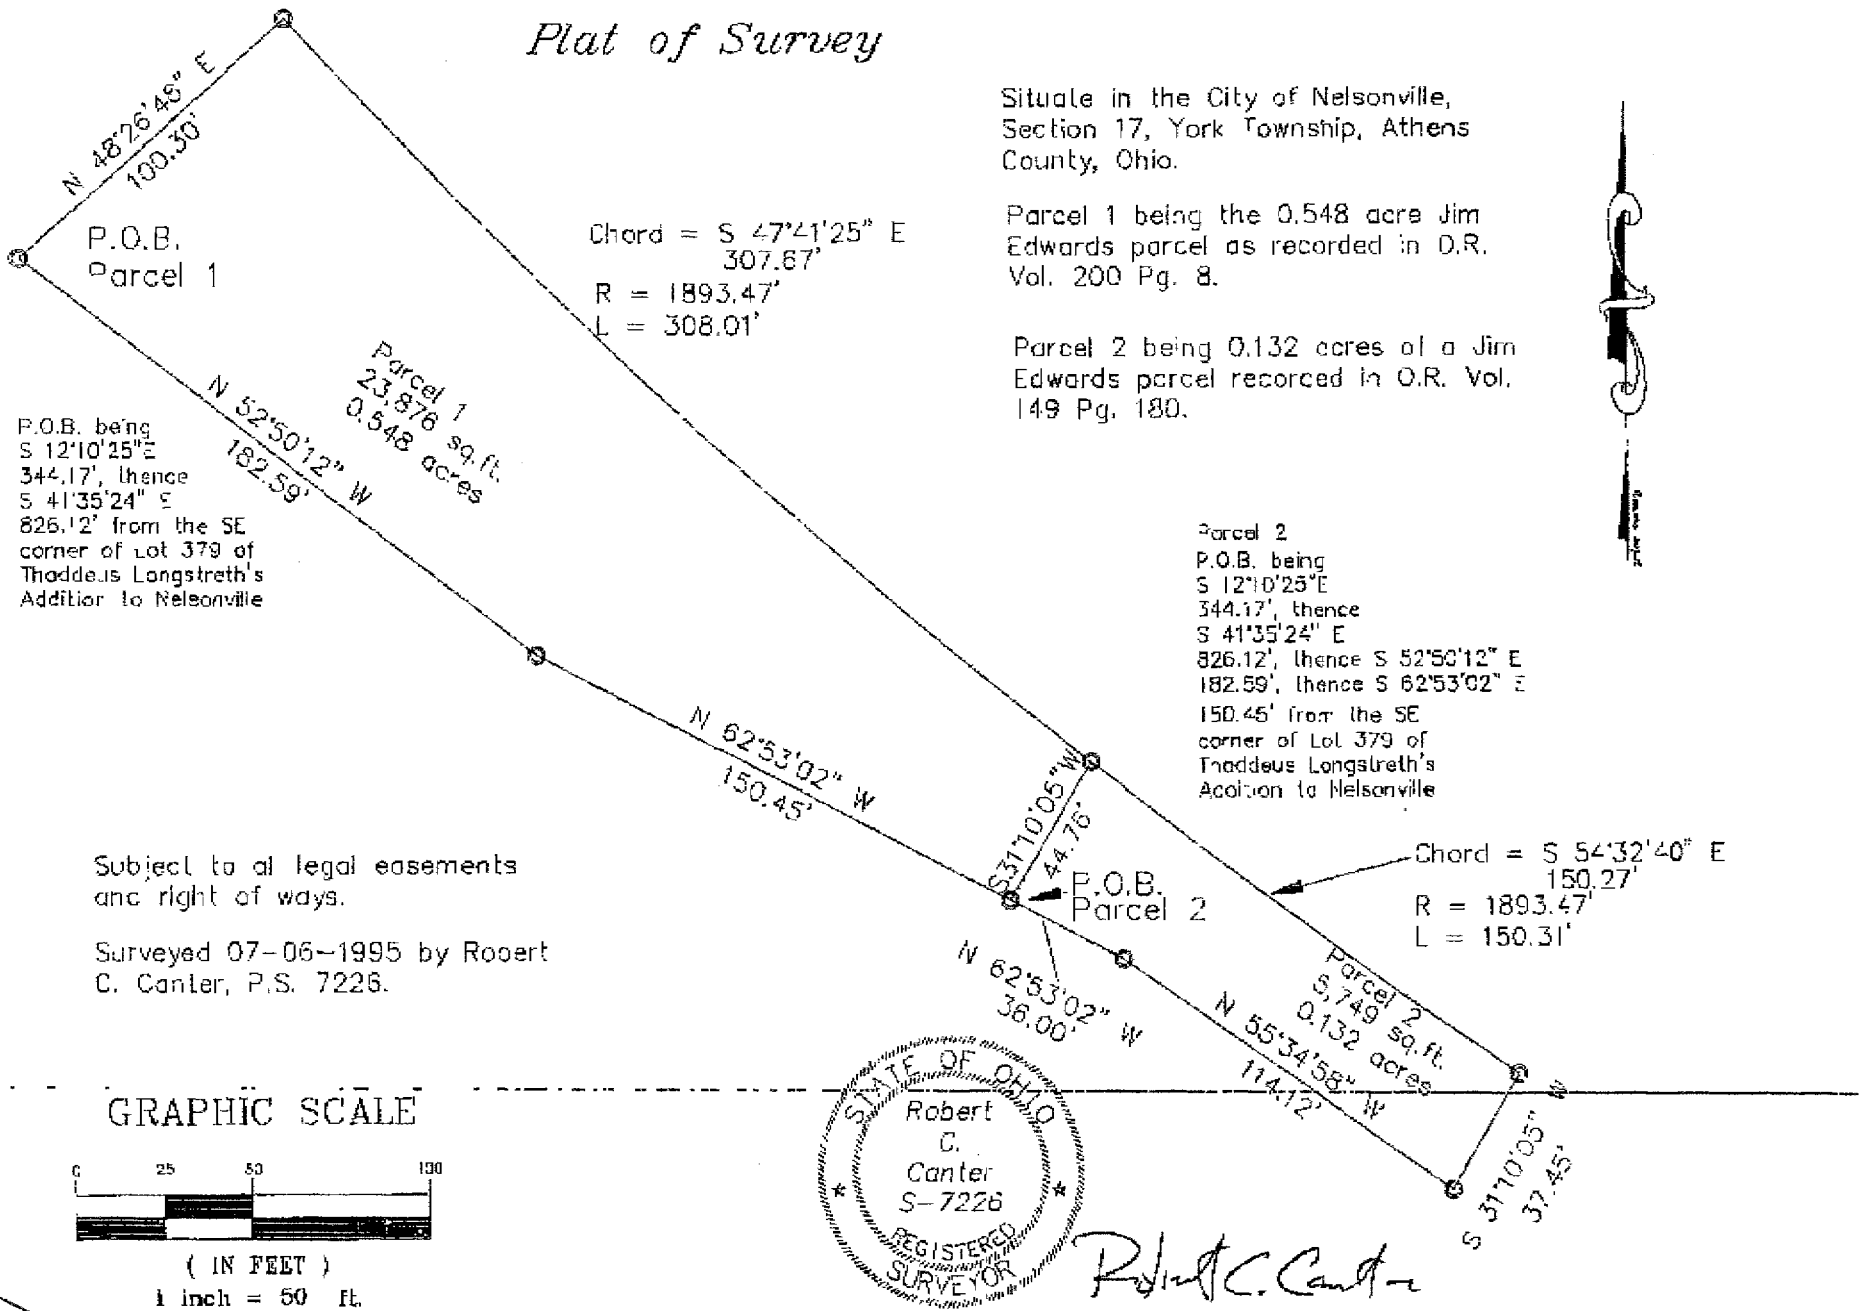 Plat of Survey
N 48°26'48" E
100.30'
P.O.B.
Parcel 1
Chord = S 47°41'25" E
307.67'
R = 1893.47'
L = 308.01'
Situate in the City of Nelsonville,
Section 17, York Township, Athens
County, Ohio.
Parcel 1 being the 0.548 acre Jim
Edwards parcel as recorded in O.R.
Vol. 200 Pg. 8.
Parcel 2 being 0.132 acres of a Jim
Edwards parcel recorded in O.R. Vol.
149 Pg. 180.
Parcel 1
23,876 sq.ft.
0.548 acres
N 52°50'12" W
182.59'
P.O.B. being
S 12°10'25"E
344.17', thence
S 41°35'24" E
826.12' from the SE
corner of Lot 379 of
Thaddeus Longstreth's
Addition to Nelsonville
Parcel 2
P.O.B. being
S 12°10'25"E
344.17', thence
S 41°35'24" E
826.12', thence S 52°50'12" E
182.59', thence S 62°53'02" E
150.45' from the SE
corner of Lot 379 of
Thaddeus Longstreth's
Addition to Nelsonville
N 62°53'02" W
150.45'
S 31°10'05" W
44.76'
P.O.B.
Parcel 2
Chord = S 54°32'40" E
150.27'
R = 1893.47'
L = 150.31'
Subject to all legal easements
and right of ways.
Surveyed 07-06-1995 by Robert
C. Canter, P.S. 7226.
N 62°53'02" W
36.00'
Parcel 2
5,749 sq.ft.
0.132 acres
N 55°34'58" W
114.12'
S 31°10'05" W
37.45'
GRAPHIC SCALE
0 25 50 100
( IN FEET )
1 inch = 50 ft.
STATE OF OHIO
Robert
C.
Canter
S-7226
REGISTERED
SURVEYOR
Robert C. Canter